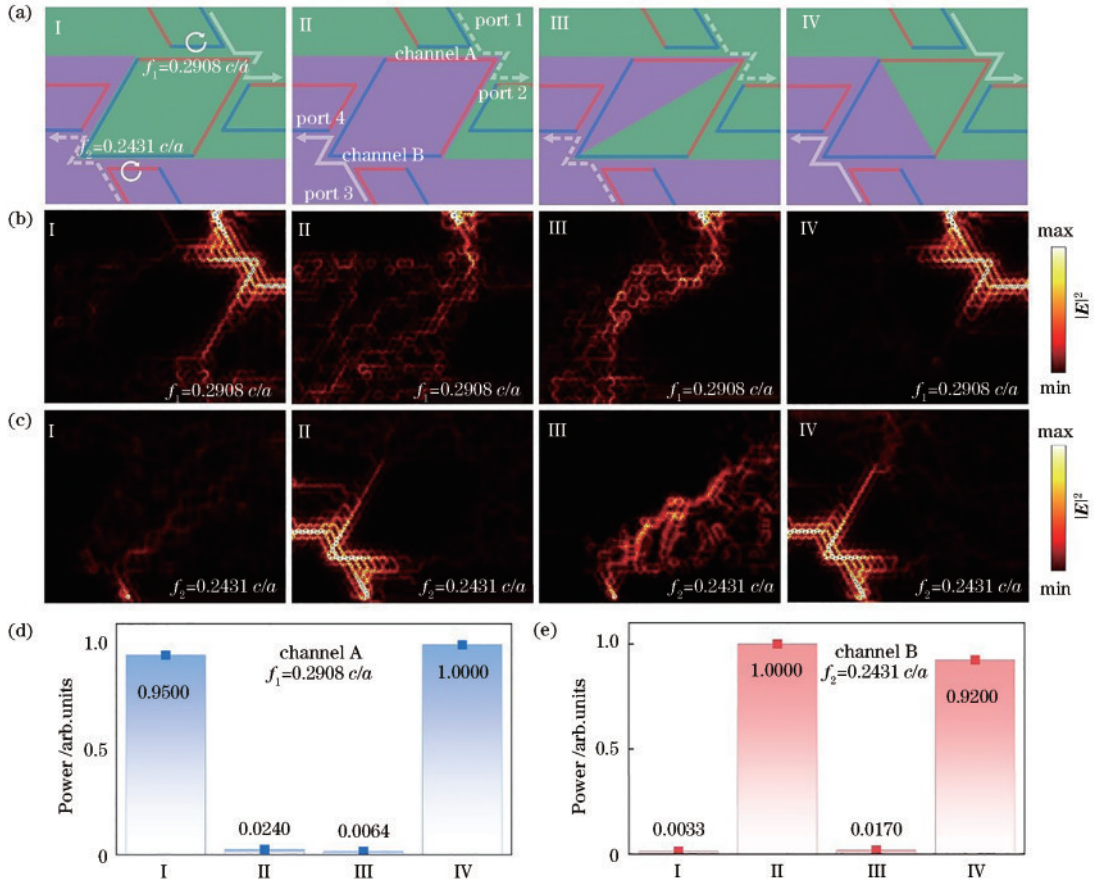 (a)
I
II
III
IV
port 1
channel A
f₁=0.2908 c/a
port 2
port 4
f₂=0.2431 c/a
channel B
port 3
(b)
I
II
III
IV
max
|E|²
min
f₁=0.2908 c/a
f₁=0.2908 c/a
f₁=0.2908 c/a
f₁=0.2908 c/a
(c)
I
II
III
IV
max
|E|²
min
f₂=0.2431 c/a
f₂=0.2431 c/a
f₂=0.2431 c/a
f₂=0.2431 c/a
(d)
Power /arb.units
1.0
0.5
0
channel A
f₁=0.2908 c/a
0.9500
0.0240
0.0064
1.0000
I
II
III
IV
(e)
Power /arb.units
1.0
0.5
0
channel B
f₂=0.2431 c/a
0.0033
1.0000
0.0170
0.9200
I
II
III
IV